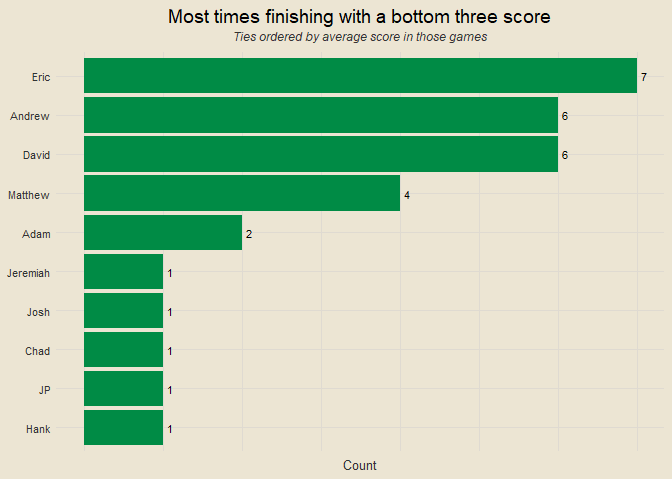 Most times finishing with a bottom three score
Ties ordered by average score in those games
Eric 7
Andrew 6
David 6
Matthew 4
Adam 2
Jeremiah 1
Josh 1
Chad 1
JP 1
Hank 1
Count